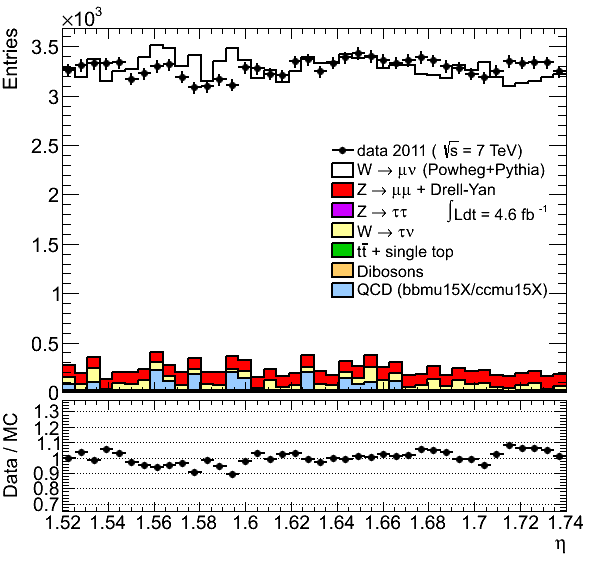 ×10³
Entries
3.5
3
2.5
2
1.5
1
0.5
0
data 2011 ( √s = 7 TeV)
W → μν (Powheg+Pythia)
Z → μμ + Drell-Yan
Z → ττ
∫Ldt = 4.6 fb⁻¹
W → τν
tt̄ + single top
Dibosons
QCD (bbmu15X/ccmu15X)
Data / MC
1.3
1.2
1.1
1
0.9
0.8
0.7
1.52 1.54 1.56 1.58 1.6 1.62 1.64 1.66 1.68 1.7 1.72 1.74
η